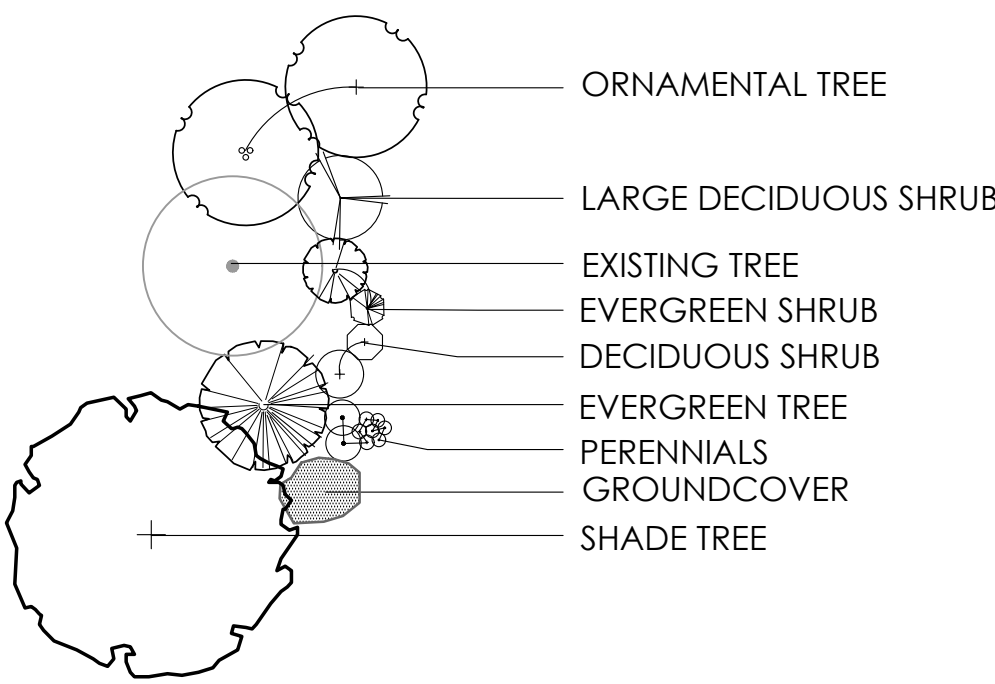 ORNAMENTAL TREE
LARGE DECIDUOUS SHRUB
EXISTING TREE
EVERGREEN SHRUB
DECIDUOUS SHRUB
EVERGREEN TREE
PERENNIALS
GROUNDCOVER
SHADE TREE